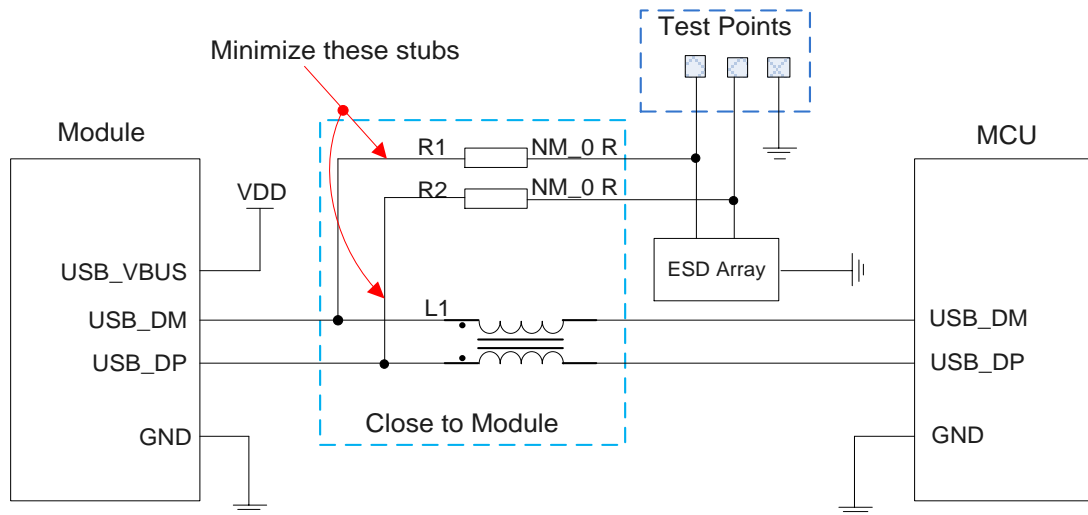 Test Points
Minimize these stubs
Module
MCU
R1
NM_0 R
R2
NM_0 R
VDD
ESD Array
USB_VBUS
L1
USB_DM
USB_DM
USB_DP
USB_DP
Close to Module
GND
GND